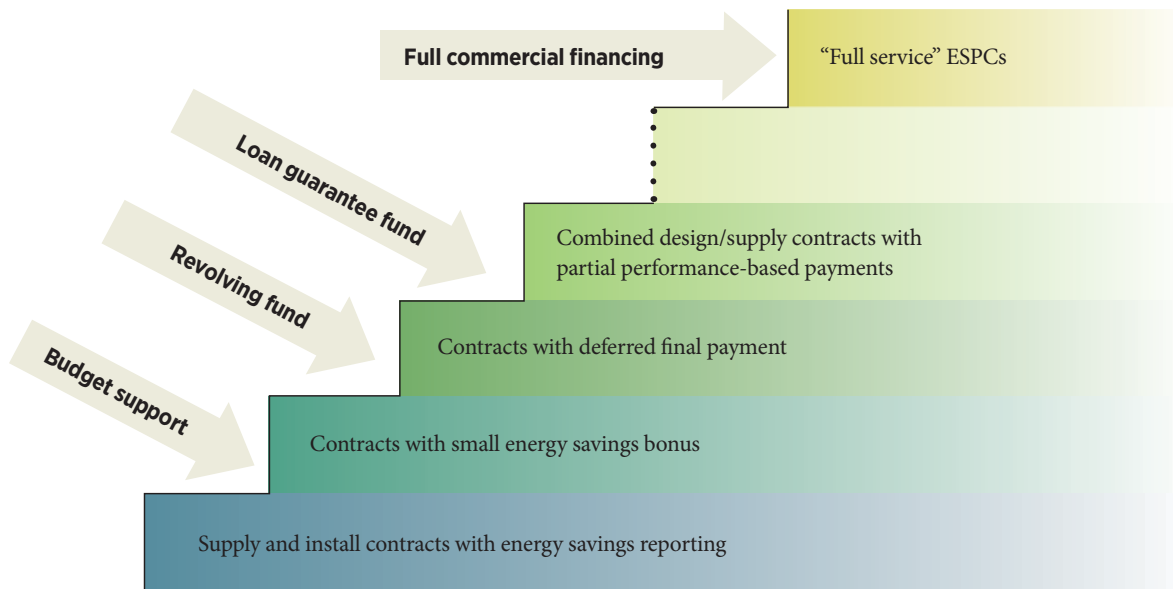 Full commercial financing
“Full service” ESPCs
Loan guarantee fund
Combined design/supply contracts with
partial performance-based payments
Revolving fund
Contracts with deferred final payment
Budget support
Contracts with small energy savings bonus
Supply and install contracts with energy savings reporting